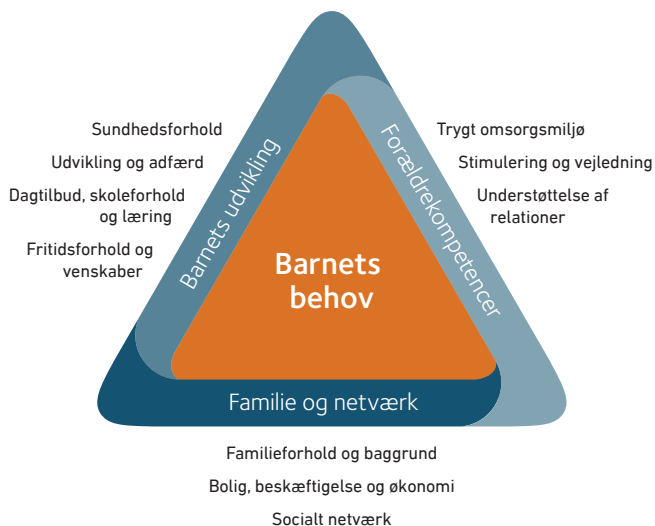 Sundhedsforhold
Udvikling og adfærd
Dagtilbud, skoleforhold
og læring
Fritidsforhold og
venskaber
Barnets udvikling
Barnets
behov
Forældrekompetencer
Trygt omsorgsmiljø
Stimulering og vejledning
Understøttelse af
relationer
Familie og netværk
Familieforhold og baggrund
Bolig, beskæftigelse og økonomi
Socialt netværk